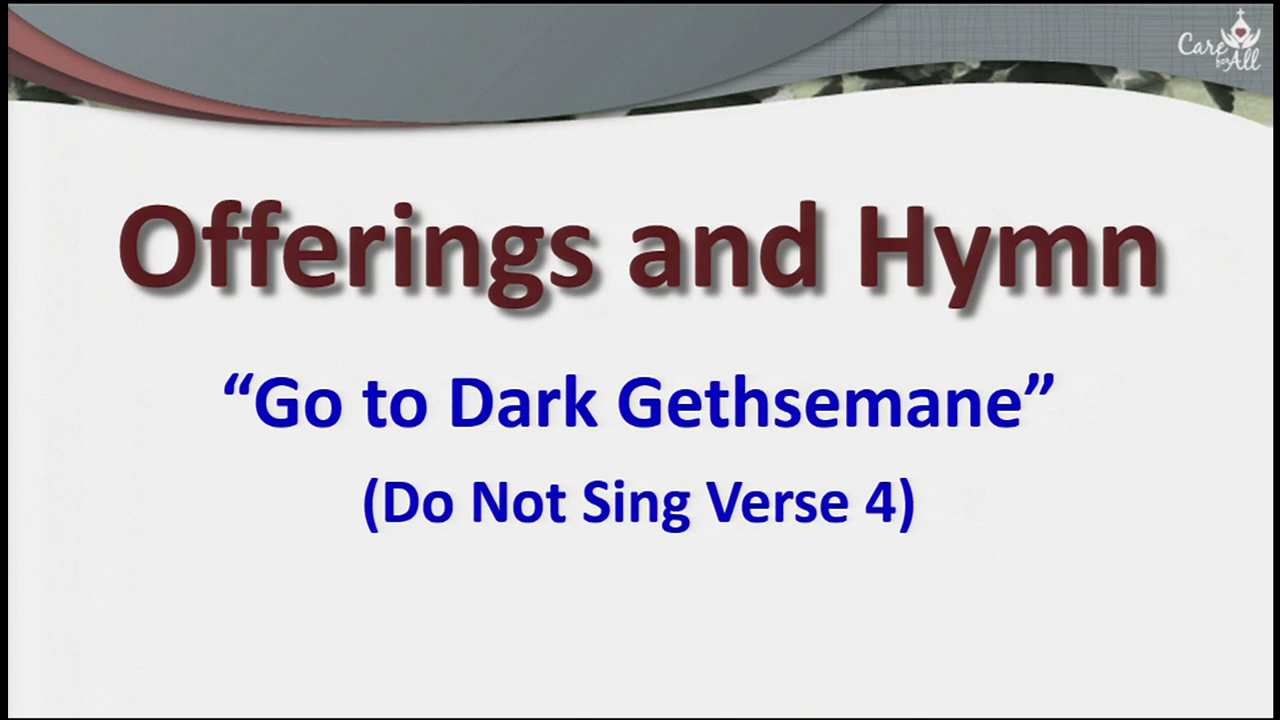 Care
for All
Offerings and Hymn
“Go to Dark Gethsemane”
(Do Not Sing Verse 4)